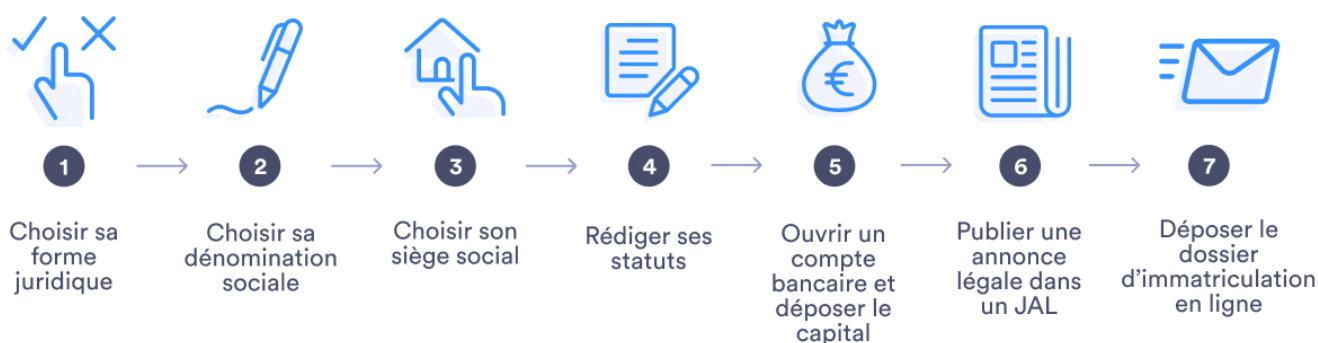 1
Choisir sa
forme
juridique
2
Choisir sa
dénomination
sociale
3
Choisir son
siège social
4
Rédiger ses
statuts
€
5
Ouvrir un
compte
bancaire et
déposer le
capital
6
Publier une
annonce
légale dans
un JAL
7
Déposer le
dossier
d'immatriculation
en ligne